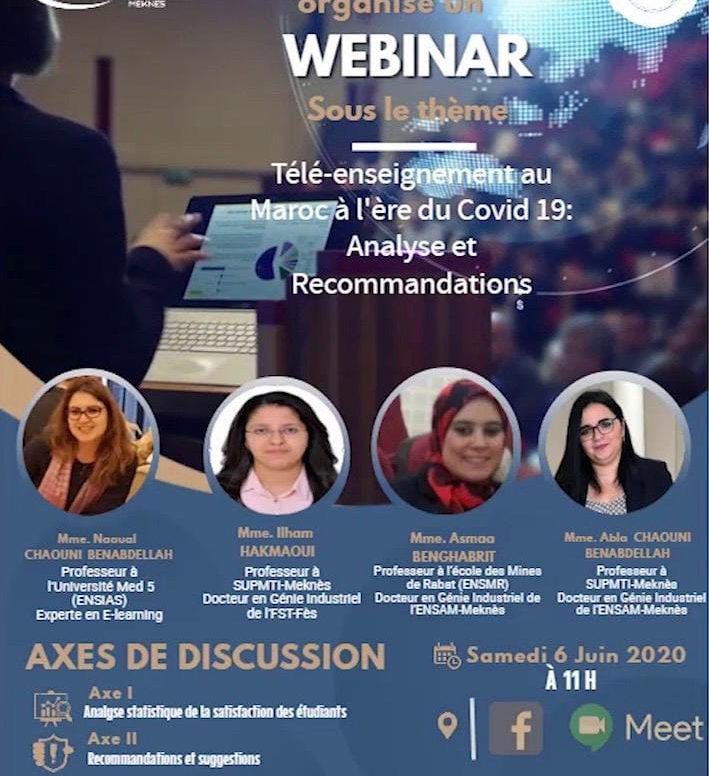 MEKNES
organise un
WEBINAR
Sous le thème
Télé-enseignement au
Maroc à l'ère du Covid 19:
Analyse et
Recommandations
s
Mme. Naoual
CHAOUNI BENABDELLAH
Professeur à
l'Université Med 5
(ENSIAS)
Experte en E-learning
Mme. Ilham
HAKMAOUI
Professeur à
SUPMTI-Meknès
Docteur en Génie Industriel
de l'FST-Fès
Mme. Asmaa
BENGHABRIT
Professeur à l'école des Mines
de Rabat (ENSMR)
Docteur en Génie Industriel de
l'ENSAM-Meknès
Mme. Abla CHAOUNI
BENABDELLAH
Professeur à
SUPMTI-Meknès
Docteur en Génie Industriel
de l'ENSAM-Meknès
AXES DE DISCUSSION
Axe I
Analyse statistique de la satisfaction des étudiants
Axe II
Recommandations et suggestions
Samedi 6 Juin 2020
À 11 H
f
Meet